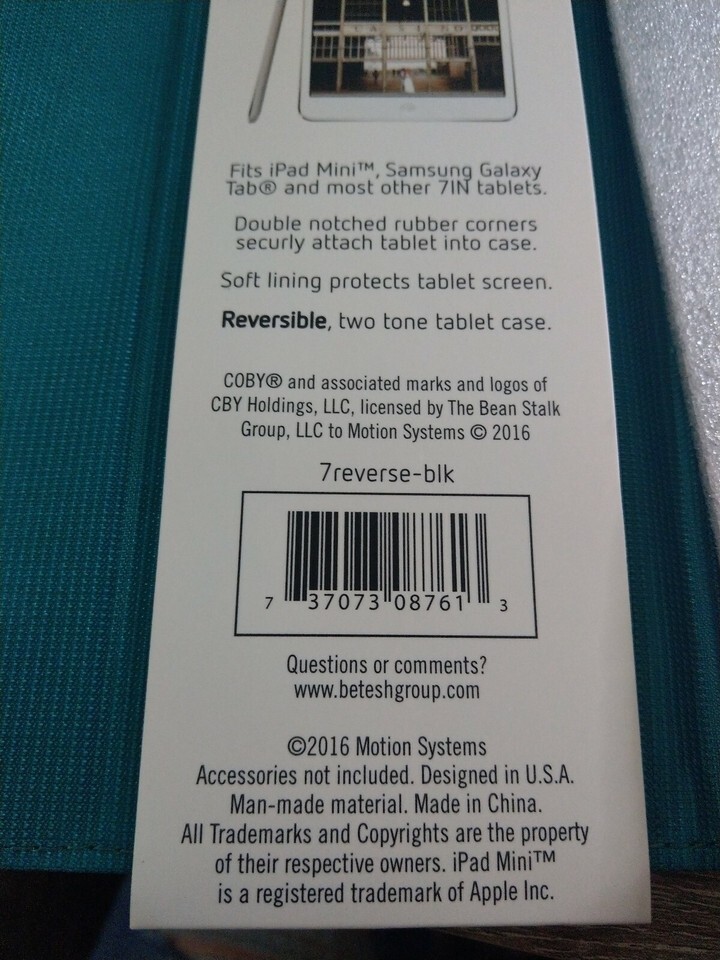 Fits iPad Mini™, Samsung Galaxy
Tab® and most other 7IN tablets.
Double notched rubber corners
securly attach tablet into case.
Soft lining protects tablet screen.
Reversible, two tone tablet case.
COBY® and associated marks and logos of
CBY Holdings, LLC, licensed by The Bean Stalk
Group, LLC to Motion Systems © 2016
7reverse-blk
7 37073 08761 3
Questions or comments?
www.beteshgroup.com
©2016 Motion Systems
Accessories not included. Designed in U.S.A.
Man-made material. Made in China.
All Trademarks and Copyrights are the property
of their respective owners. iPad Mini™
is a registered trademark of Apple Inc.